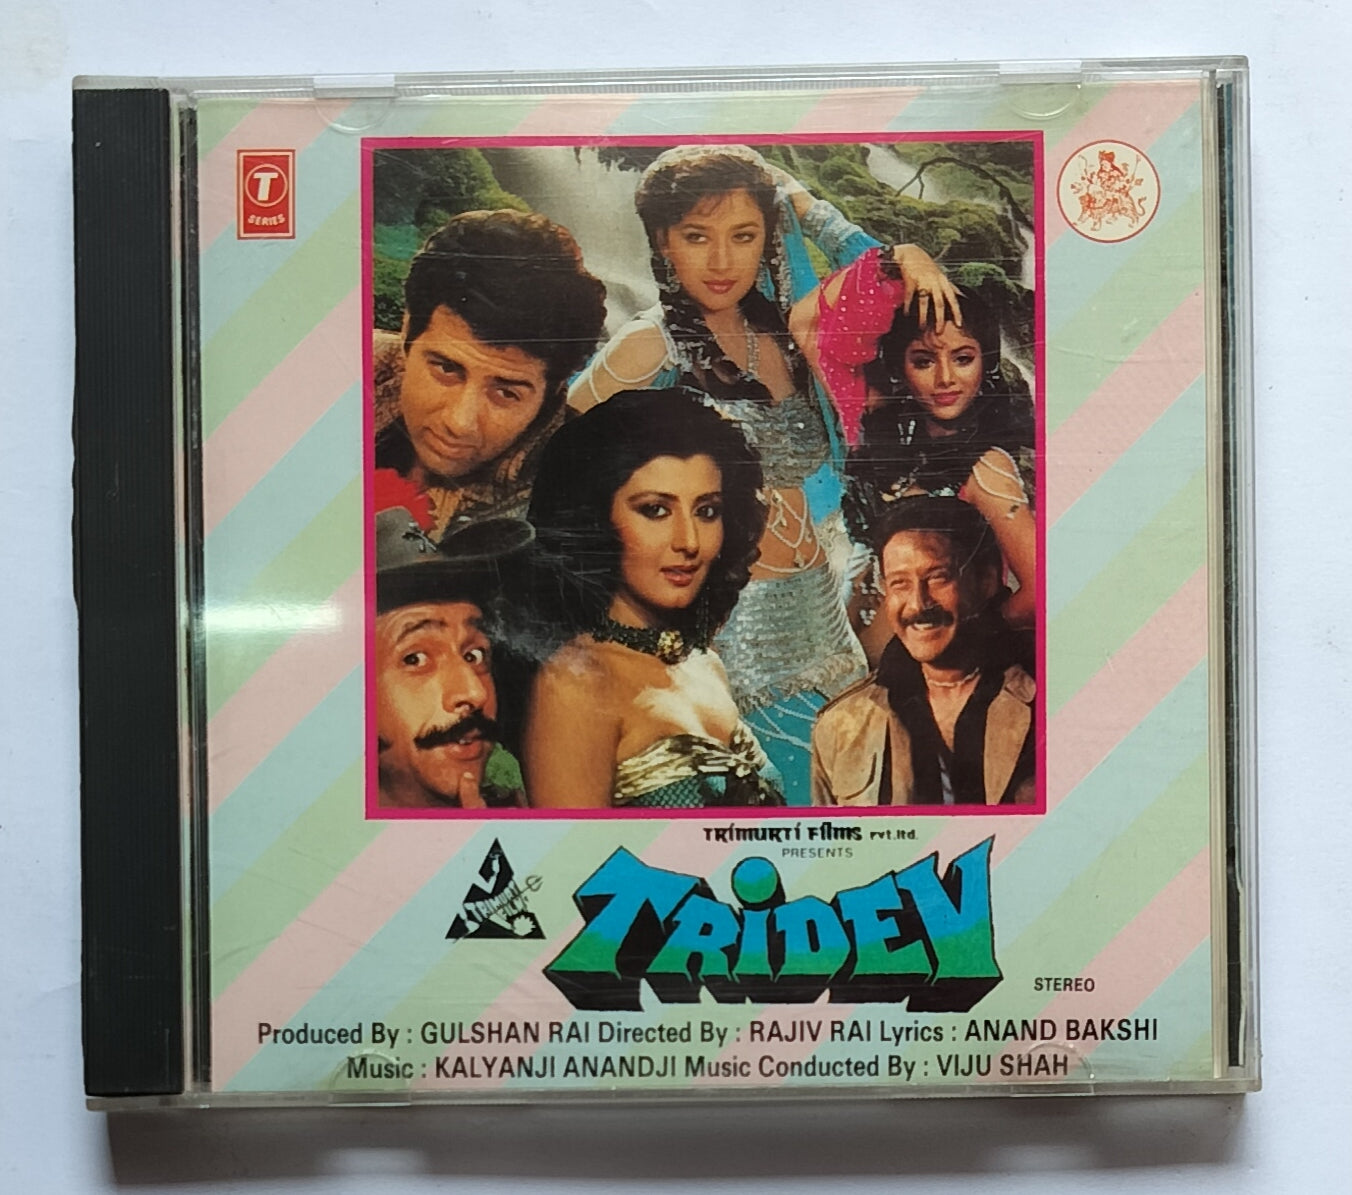 T
SERIES
TRIMURTI FILMS PVT.LTD.
PRESENTS
TRIDEV
STEREO
Produced By : GULSHAN RAI Directed By : RAJIV RAI Lyrics : ANAND BAKSHI
Music : KALYANJI ANANDJI Music Conducted By : VIJU SHAH